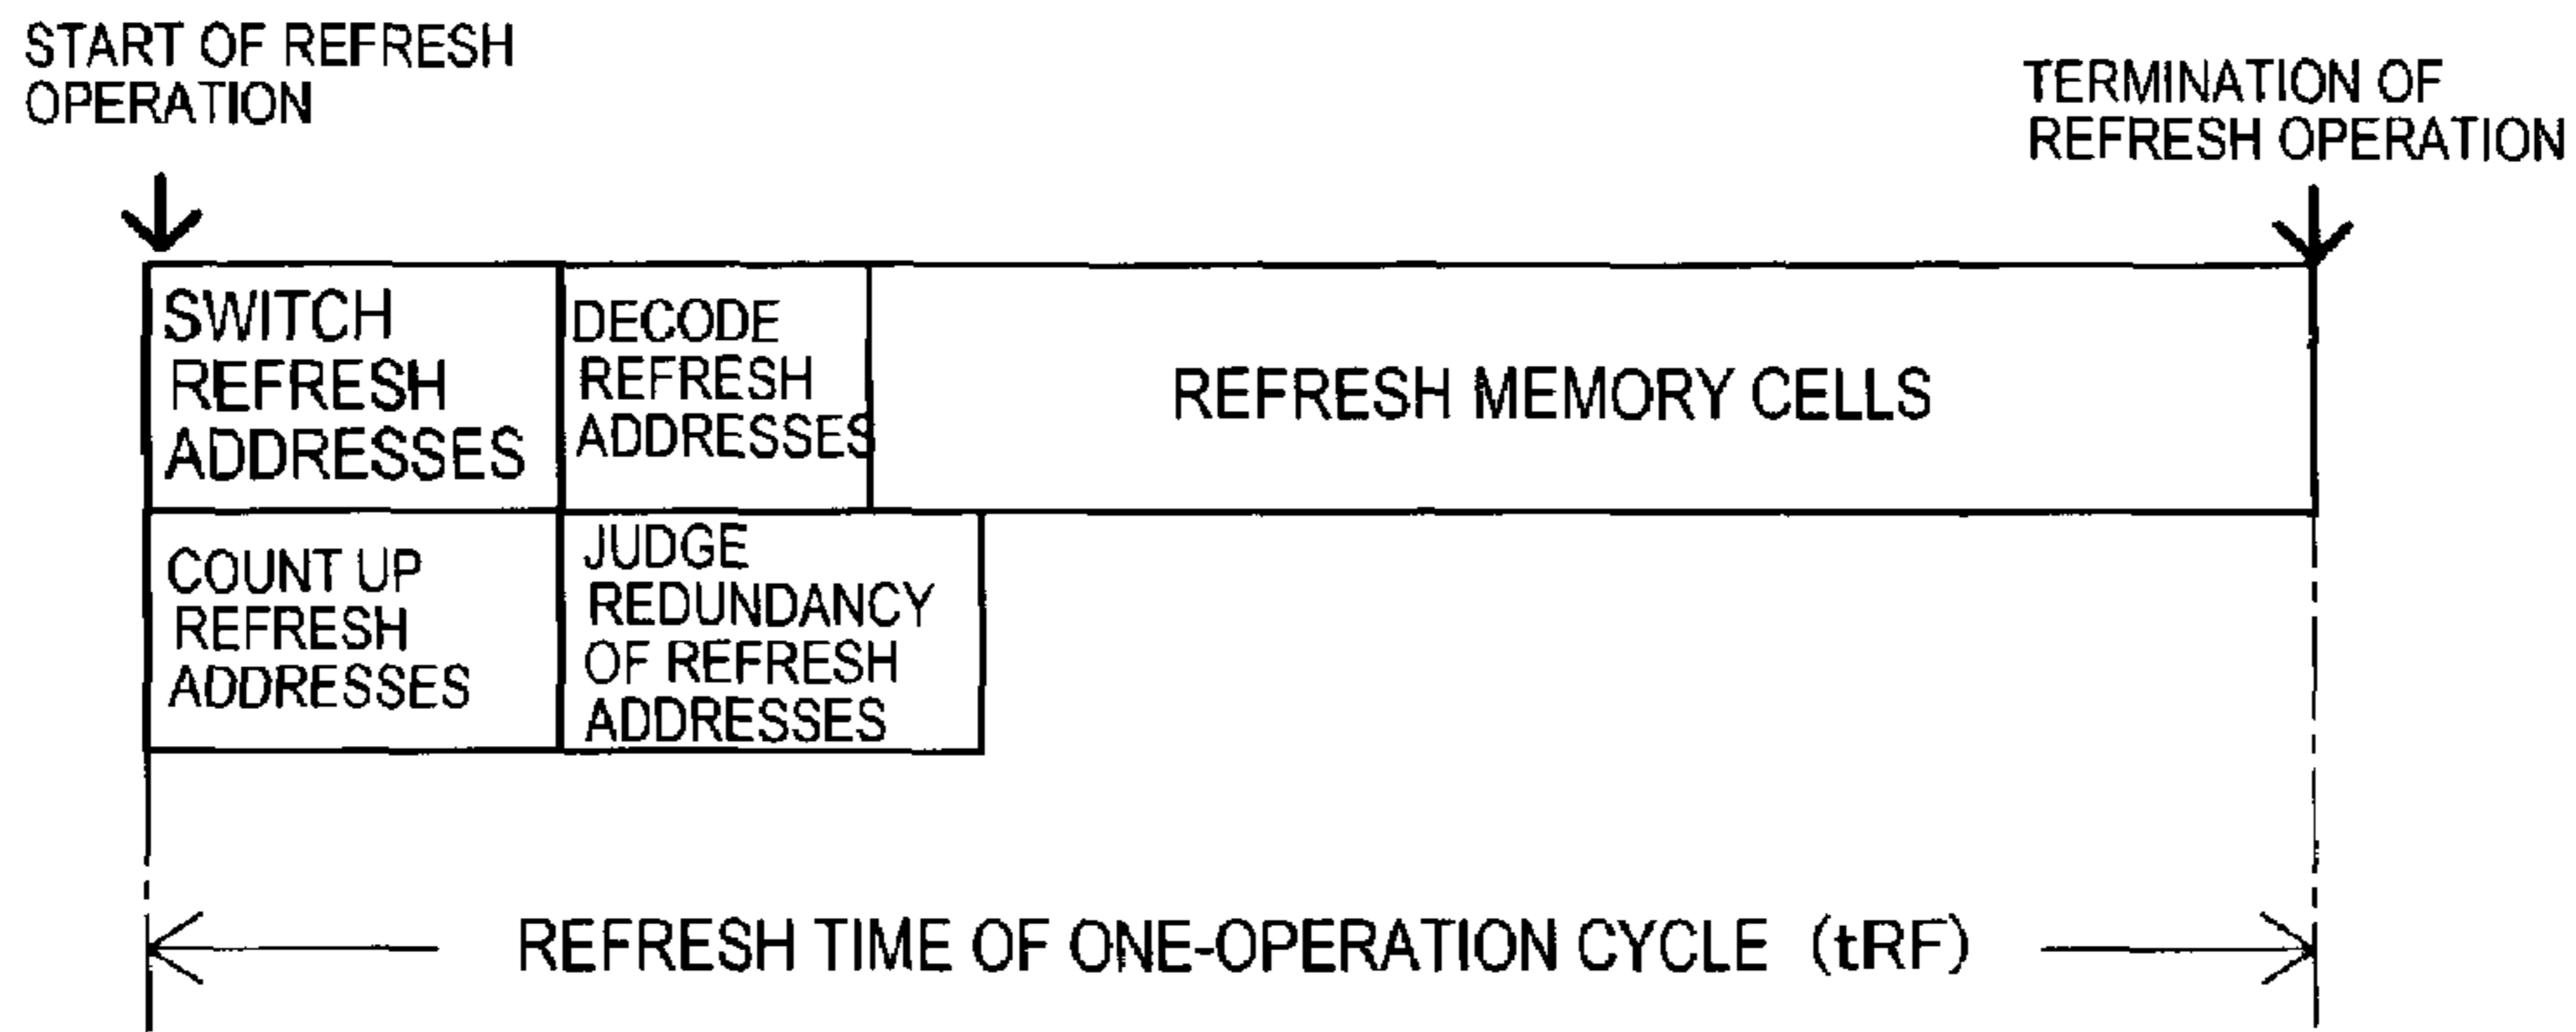 START OF REFRESH
OPERATION
TERMINATION OF
REFRESH OPERATION
SWITCH
REFRESH
ADDRESSES
DECODE
REFRESH
ADDRESSES
REFRESH MEMORY CELLS
COUNT UP
REFRESH
ADDRESSES
JUDGE
REDUNDANCY
OF REFRESH
ADDRESSES
REFRESH TIME OF ONE-OPERATION CYCLE (tRF)